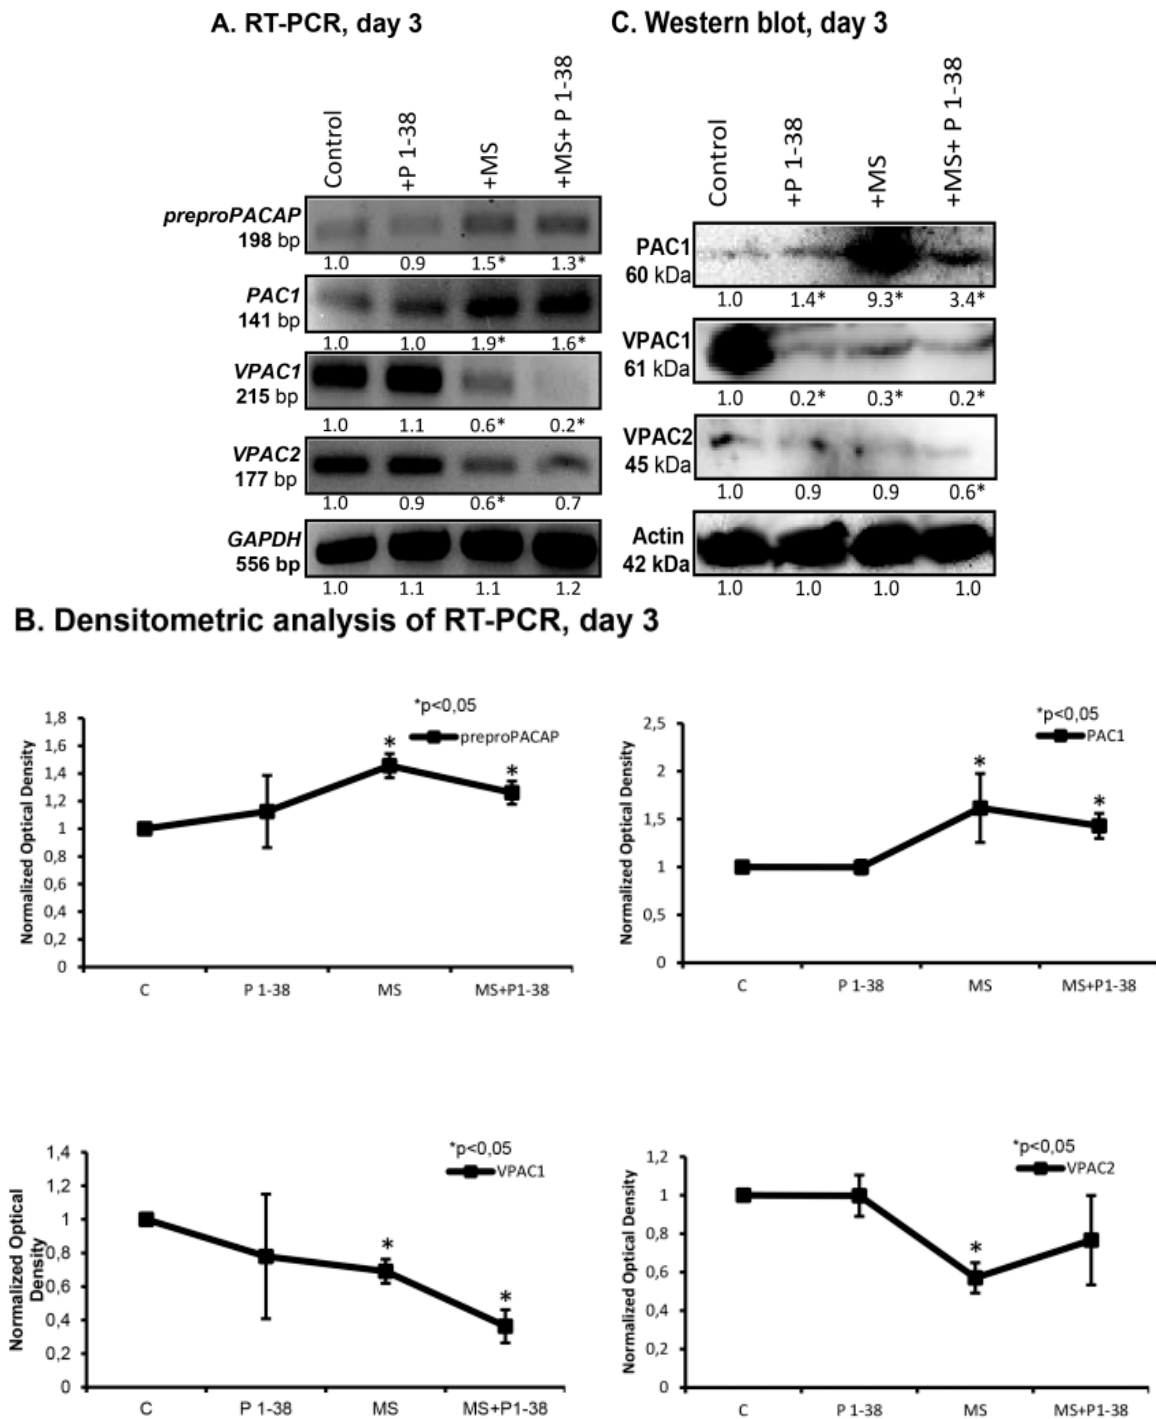 A. RT-PCR, day 3
Control
+P 1-38
+MS
+MS+ P 1-38
preproPACAP
198 bp
1.0 0.9 1.5* 1.3*
PAC1
141 bp
1.0 1.0 1.9* 1.6*
VPAC1
215 bp
1.0 1.1 0.6* 0.2*
VPAC2
177 bp
1.0 0.9 0.6* 0.7
GAPDH
556 bp
1.0 1.1 1.1 1.2
C. Western blot, day 3
Control
+P 1-38
+MS
+MS+ P 1-38
PAC1
60 kDa
1.0 1.4* 9.3* 3.4*
VPAC1
61 kDa
1.0 0.2* 0.3* 0.2*
VPAC2
45 kDa
1.0 0.9 0.9 0.6*
Actin
42 kDa
1.0 1.0 1.0 1.0
B. Densitometric analysis of RT-PCR, day 3
*p<0,05
preproPACAP
Normalized Optical Density
1,8
1,6
1,4
1,2
1
0,8
0,6
0,4
0,2
0
* *
C P 1-38 MS MS+P1-38
*p<0,05
PAC1
Normalized Optical Density
2,5
2
1,5
1
0,5
0
* *
C P 1-38 MS MS+P1-38
*p<0,05
VPAC1
Normalized Optical
Density
1,4
1,2
1
0,8
0,6
0,4
0,2
0
* *
C P 1-38 MS MS+P1-38
*p<0,05
VPAC2
Normalized Optical Density
1,2
1
0,8
0,6
0,4
0,2
0
*
C P 1-38 MS MS+P1-38